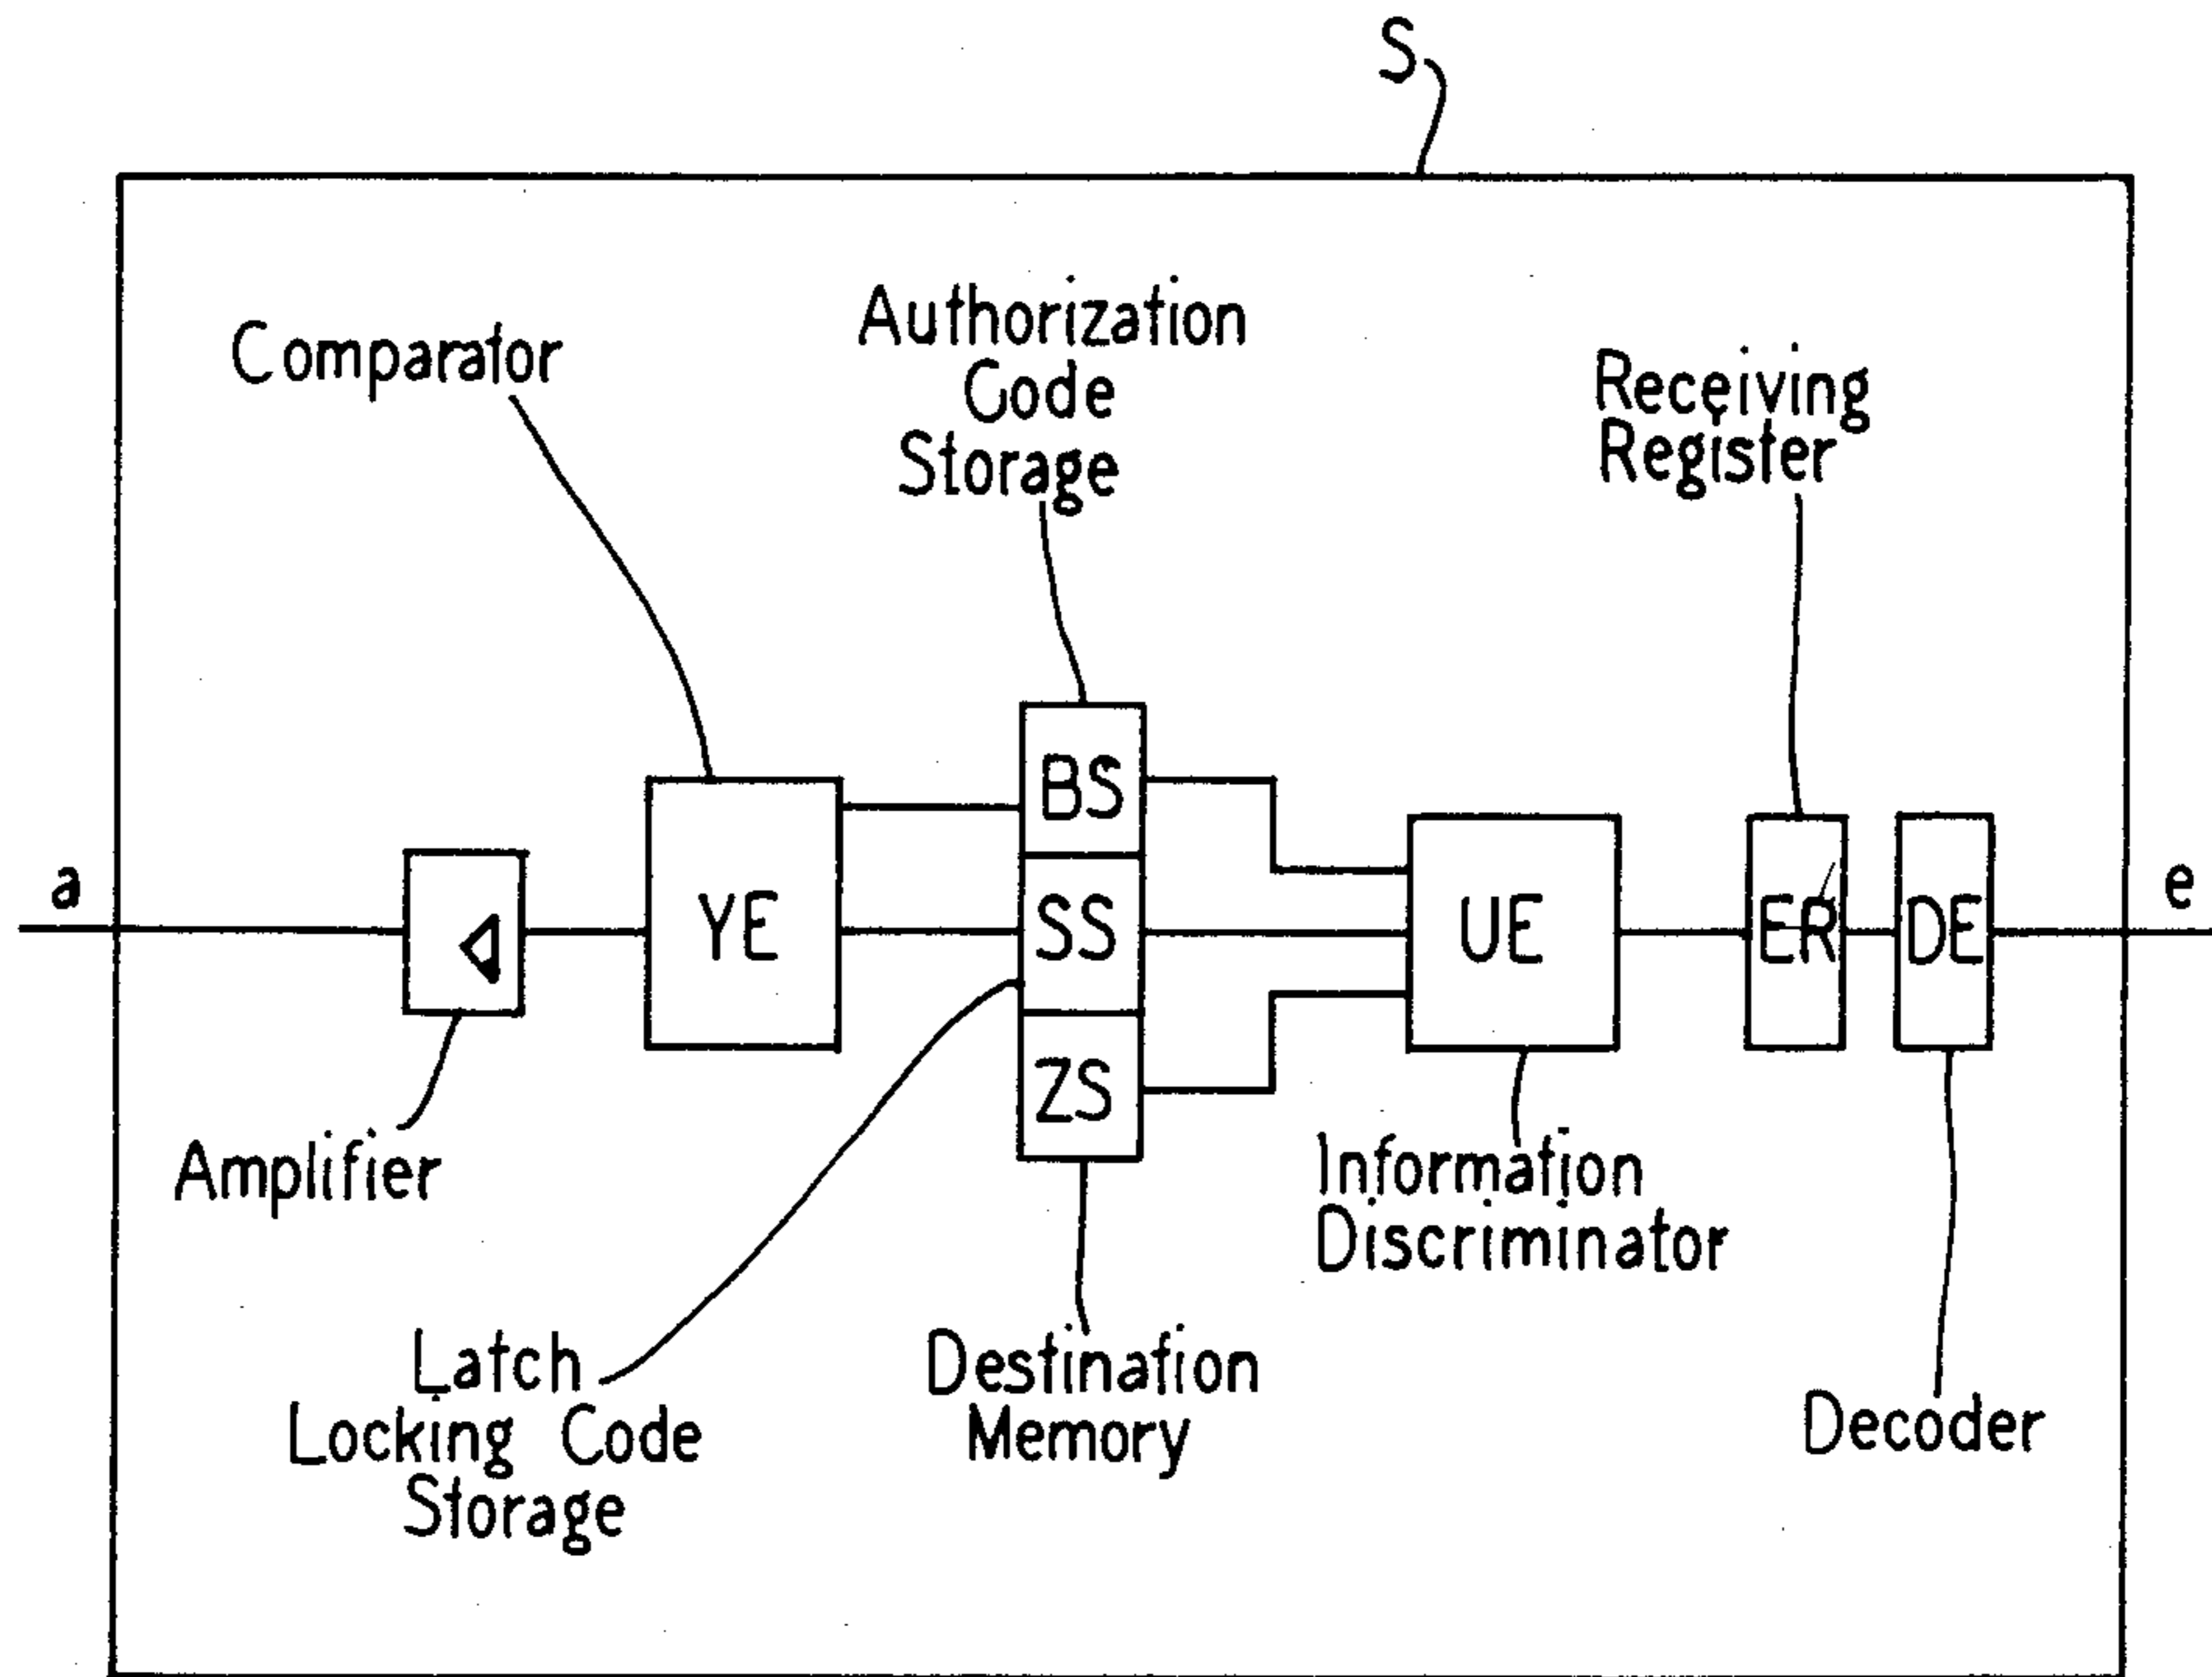 S
Comparator
Authorization
Code
Storage
Receiving
Register
a
YE
BS
SS
ZS
UE
ER
DE
e
Amplifier
Information
Discriminator
Latch
Locking Code
Storage
Destination
Memory
Decoder